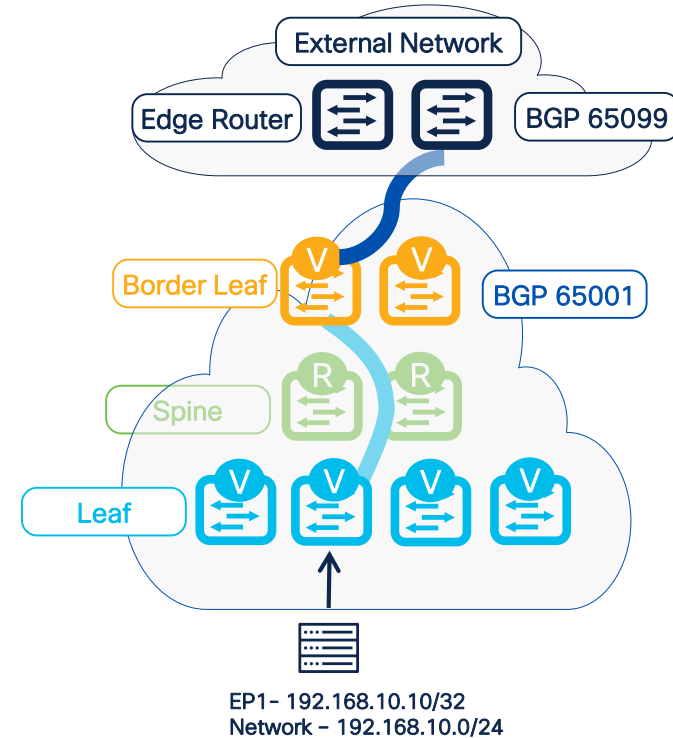 External Network
Edge Router
BGP 65099
V
V
Border Leaf
BGP 65001
R
R
Spine
V
V
V
V
Leaf
EP1- 192.168.10.10/32
Network – 192.168.10.0/24